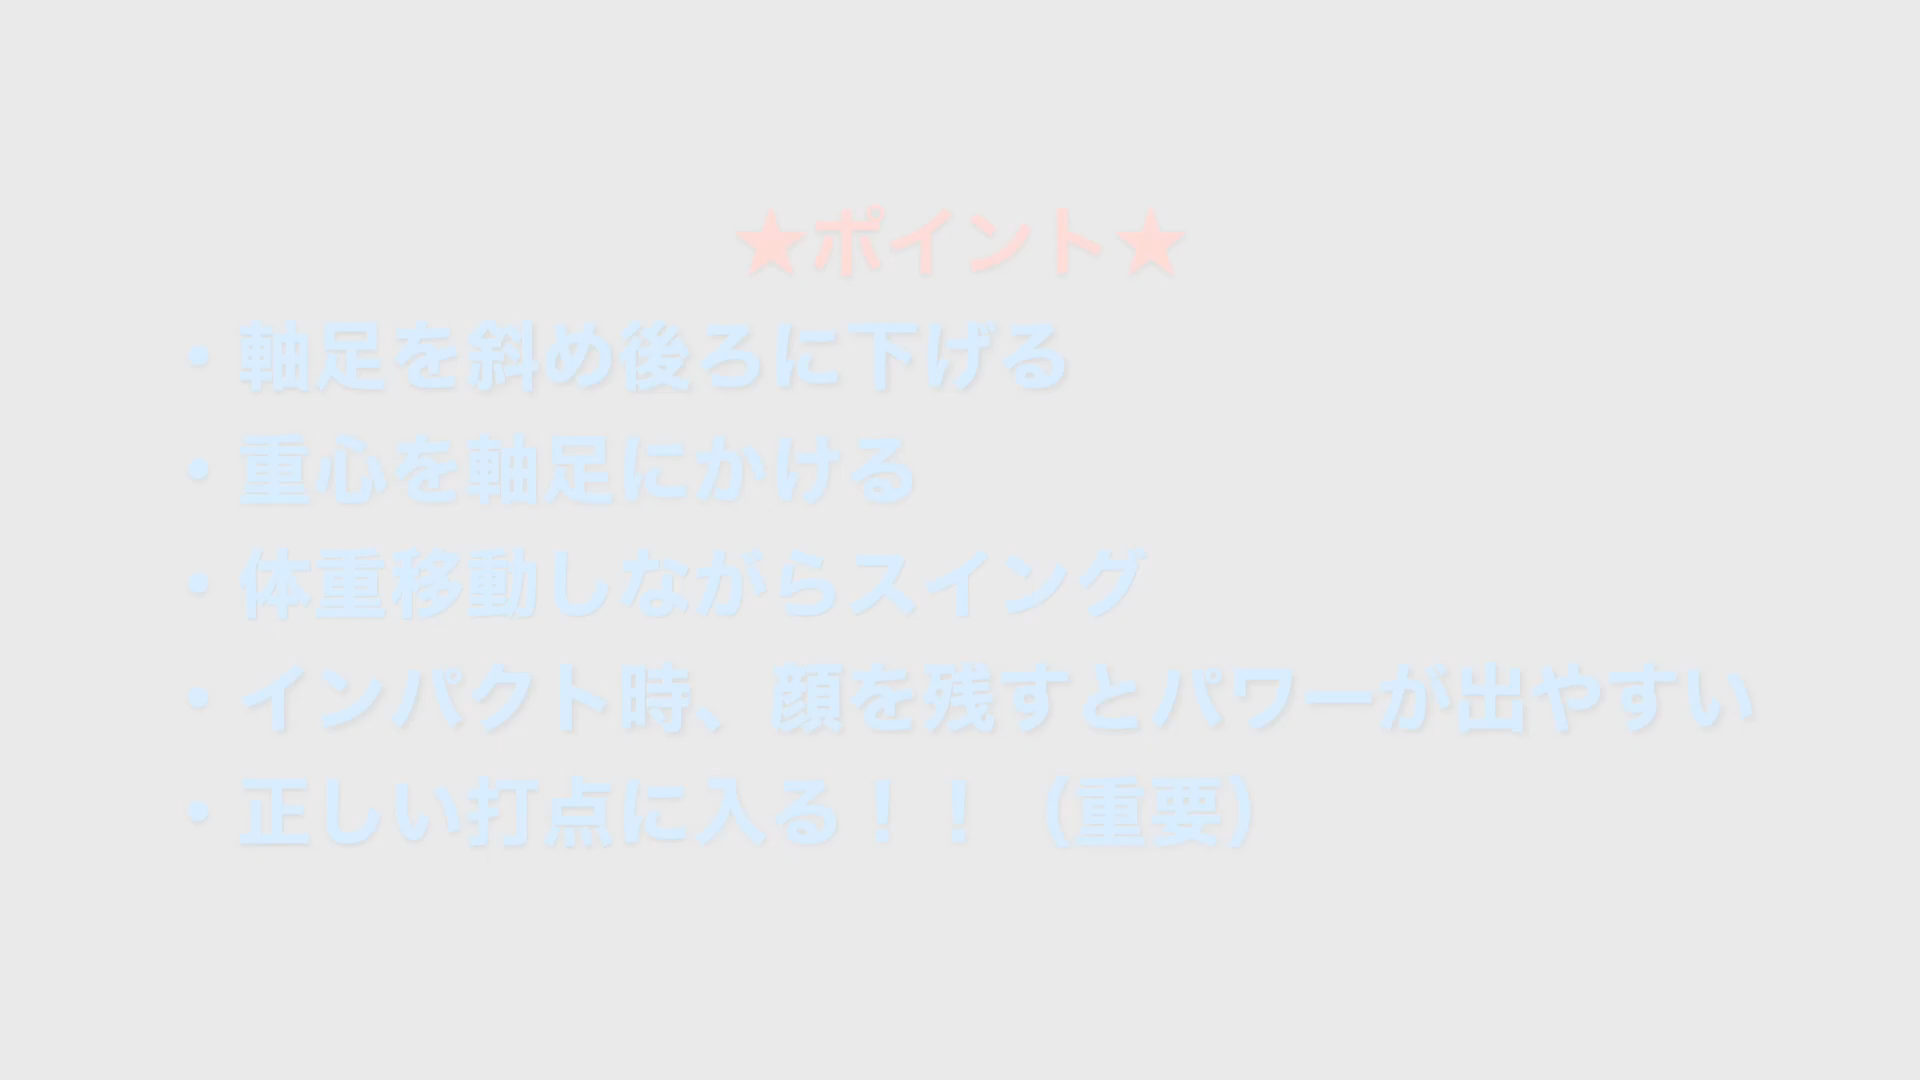 ★ポイント★
・軸足を斜め後ろに下げる
・重心を軸足にかける
・体重移動しながらスイング
・インパクト時、顔を残すとパワーが出やすい
・正しい打点に入る！！（重要）